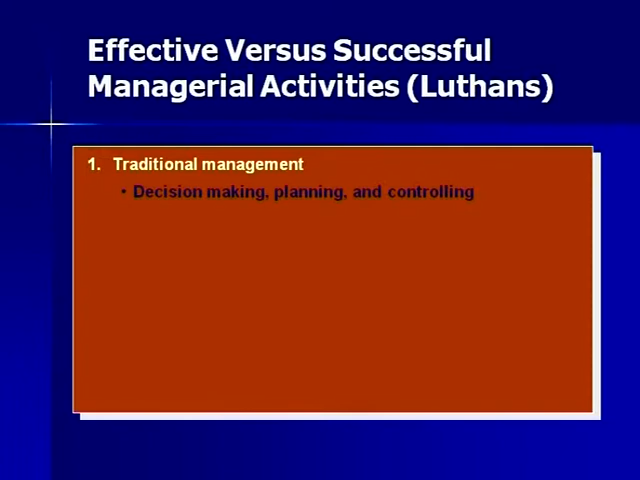 Effective Versus Successful
Managerial Activities (Luthans)
1. Traditional management
• Decision making, planning, and controlling